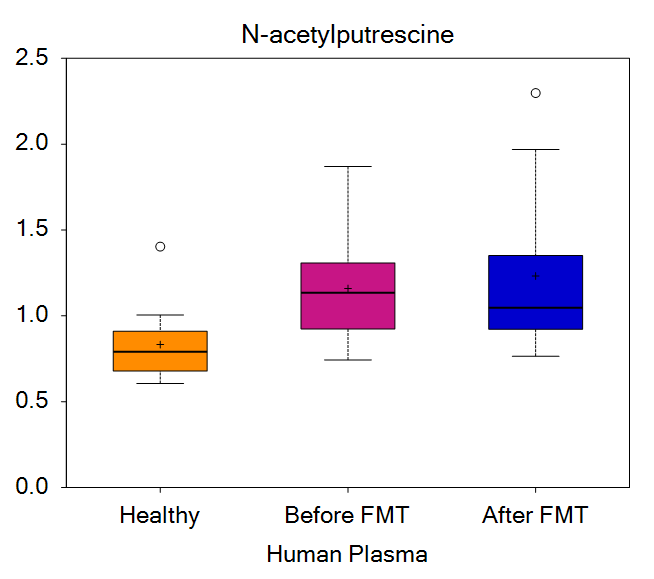 N-acetylputrescine
2.5
2.0
1.5
1.0
0.5
0.0
Healthy
Before FMT
After FMT
Human Plasma